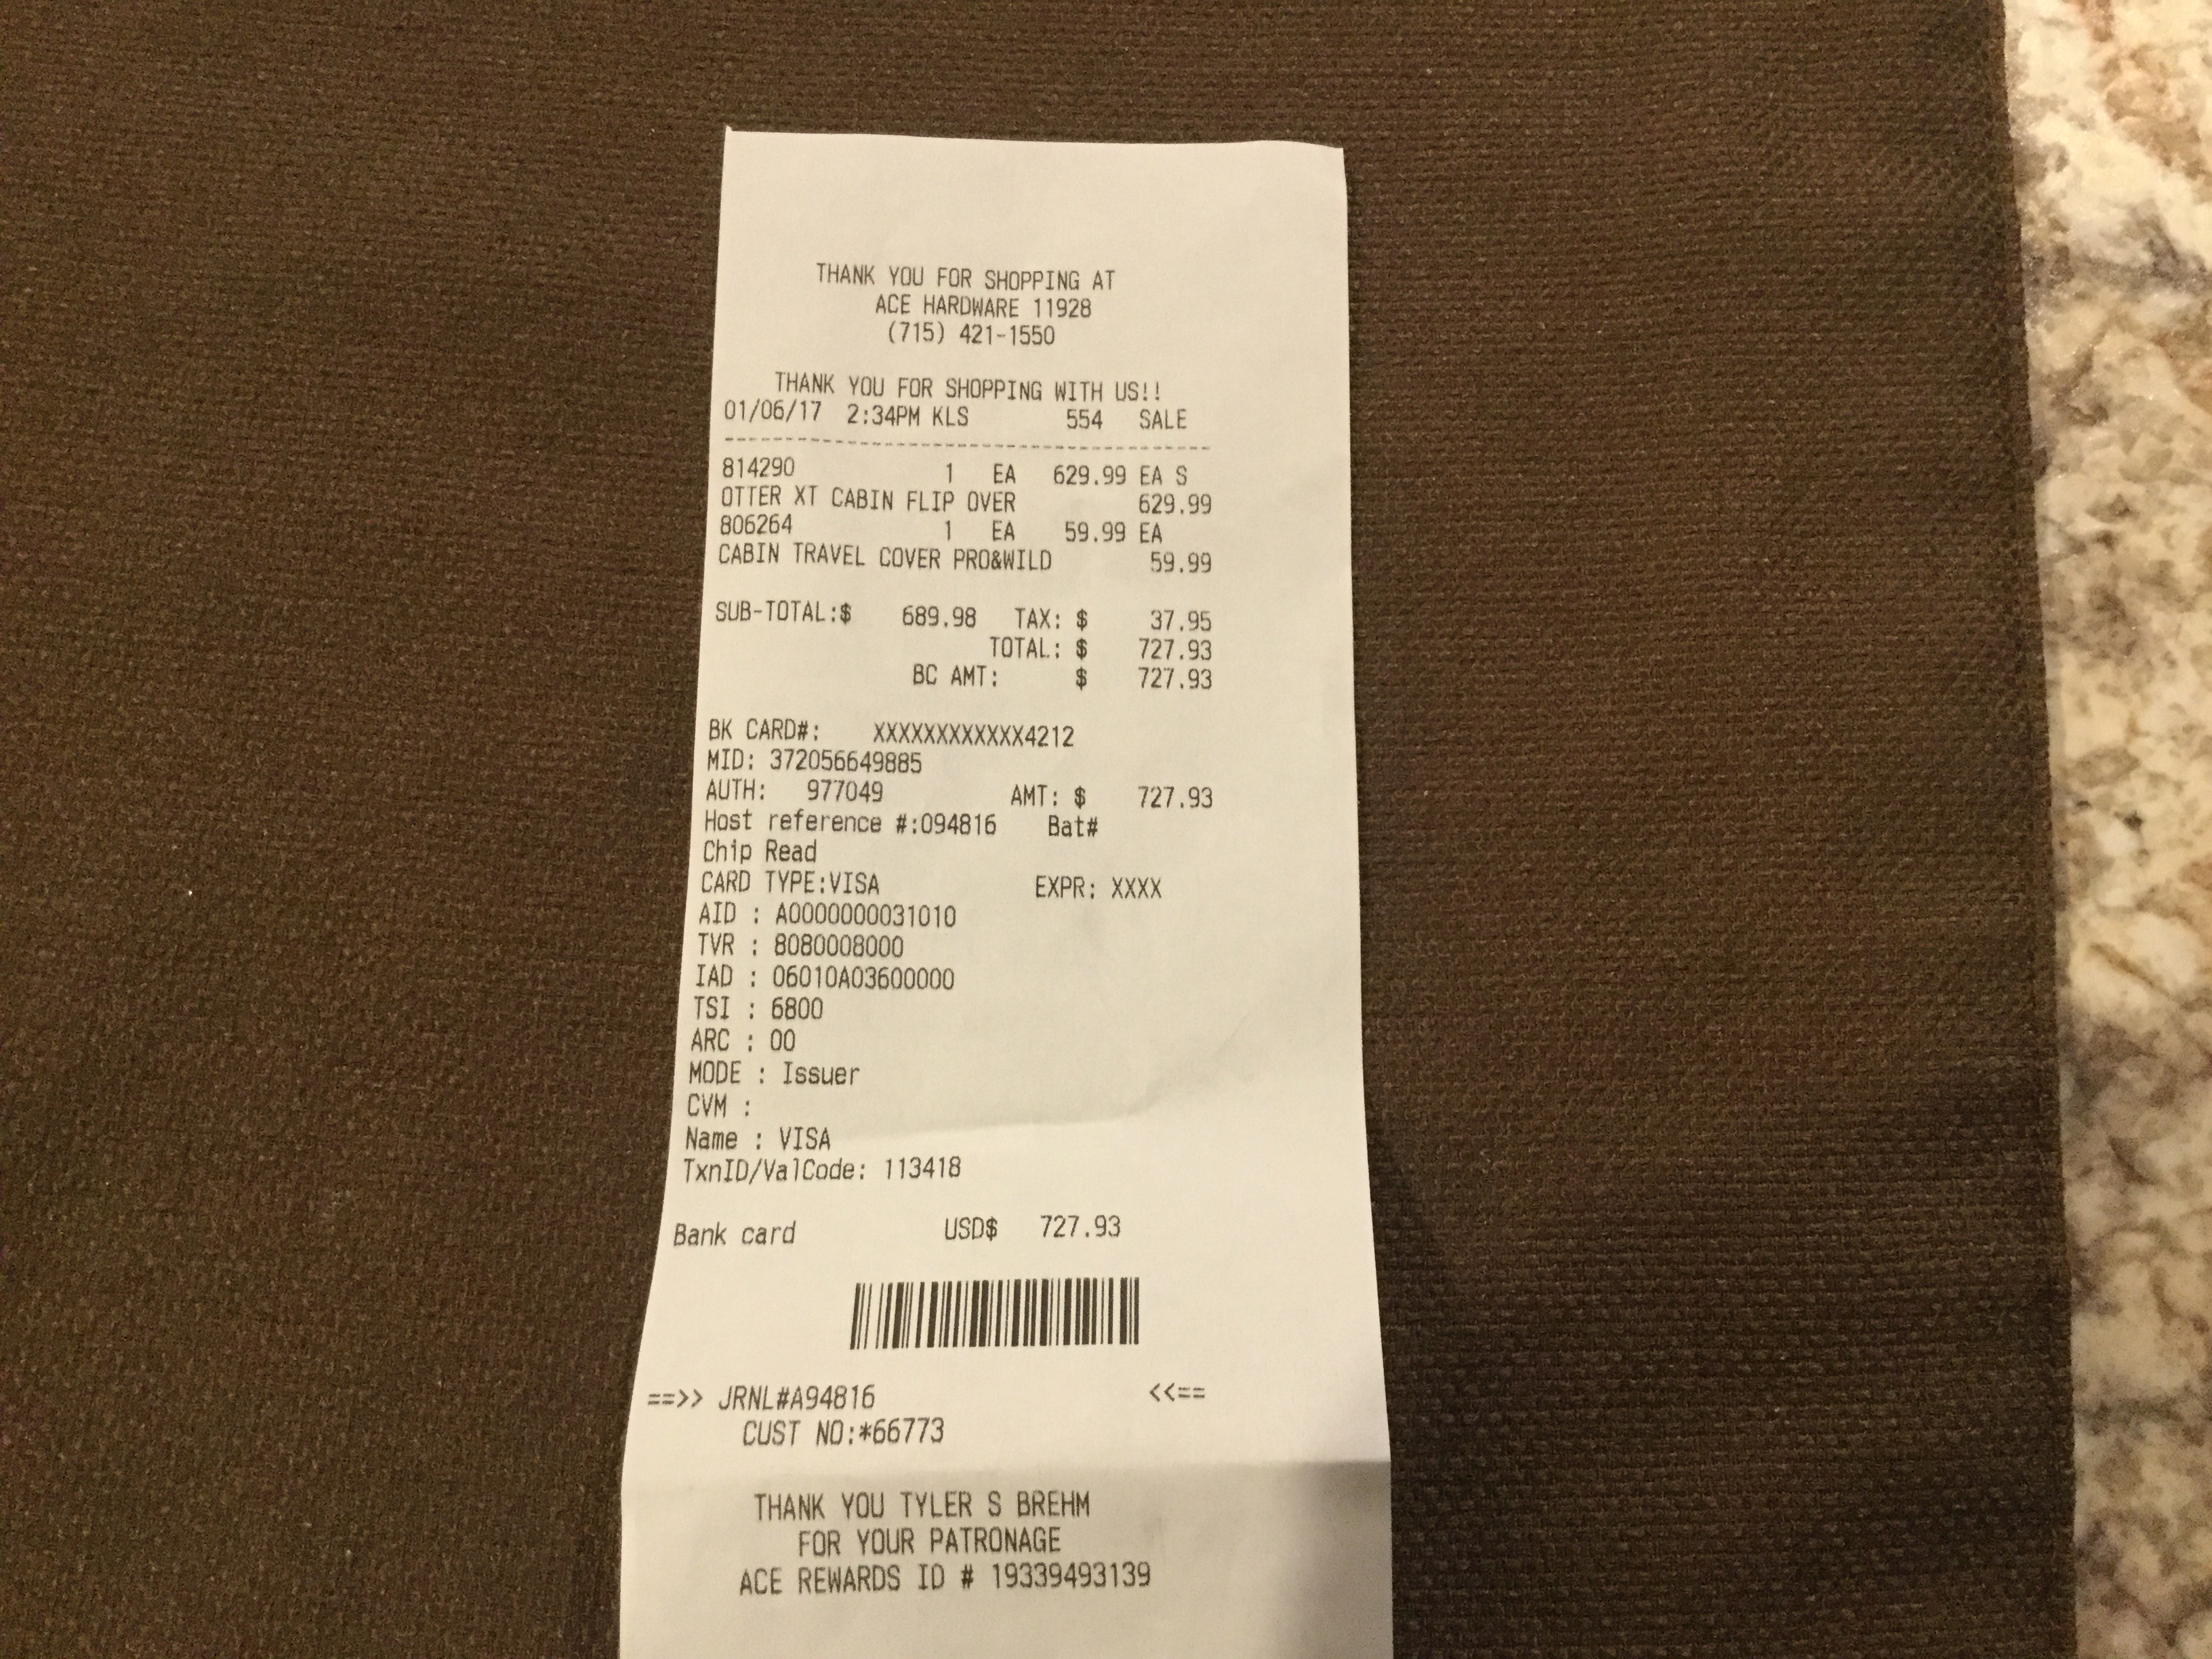 THANK YOU FOR SHOPPING AT
ACE HARDWARE 11928
(715) 421-1550
THANK YOU FOR SHOPPING WITH US!!
01/06/17 2:34PM KLS 554 SALE
--------------------------------------
814290 1 EA 629.99 EA S
OTTER XT CABIN FLIP OVER 629.99
806264 1 EA 59.99 EA
CABIN TRAVEL COVER PRO&WILD 59.99
SUB-TOTAL:$ 689.98 TAX: $ 37.95
TOTAL: $ 727.93
BC AMT: $ 727.93
BK CARD#: XXXXXXXXXXXX4212
MID: 372056649885
AUTH: 977049 AMT: $ 727.93
Host reference #:094816 Bat#
Chip Read
CARD TYPE:VISA EXPR: XXXX
AID : A0000000031010
TVR : 8080008000
IAD : 06010A03600000
TSI : 6800
ARC : 00
MODE : Issuer
CVM :
Name : VISA
TxnID/ValCode: 113418
Bank card USD$ 727.93
==>> JRNL#A94816 <<==
CUST NO:*66773
THANK YOU TYLER S BREHM
FOR YOUR PATRONAGE
ACE REWARDS ID # 19339493139